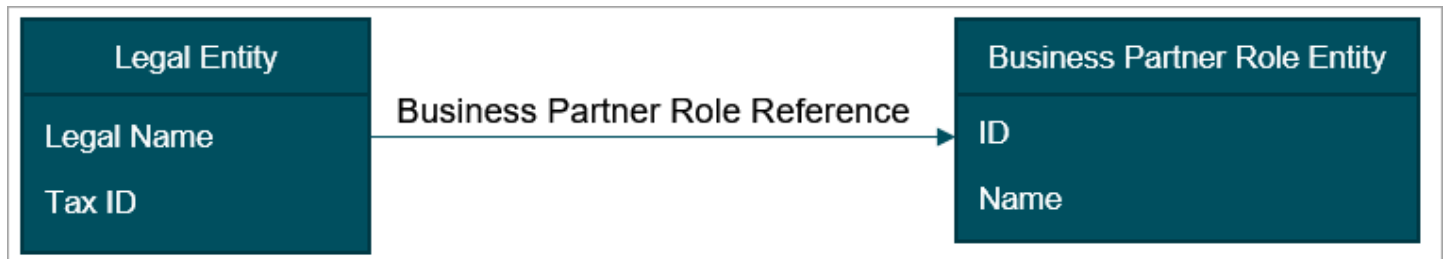 Legal Entity
Legal Name
Tax ID
Business Partner Role Reference
Business Partner Role Entity
ID
Name